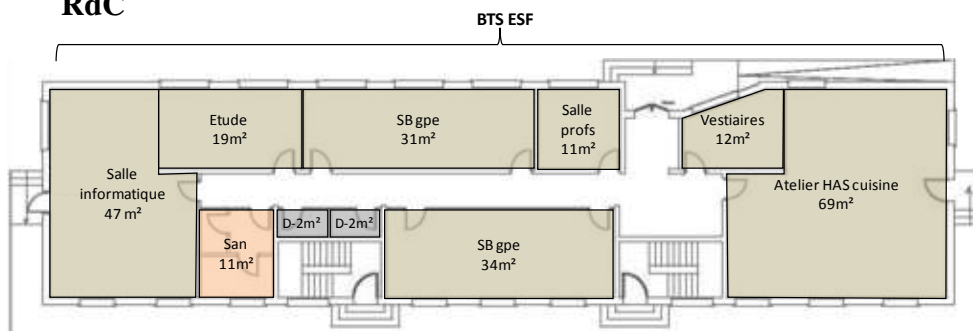 RdC
BTS ESF
Etude
19m²
SB gpe
31m²
Salle
profs
11m²
Vestiaires
12m²
Salle
informatique
47 m²
Atelier HAS cuisine
69m²
San
11m²
D-2m²
D-2m²
SB gpe
34m²